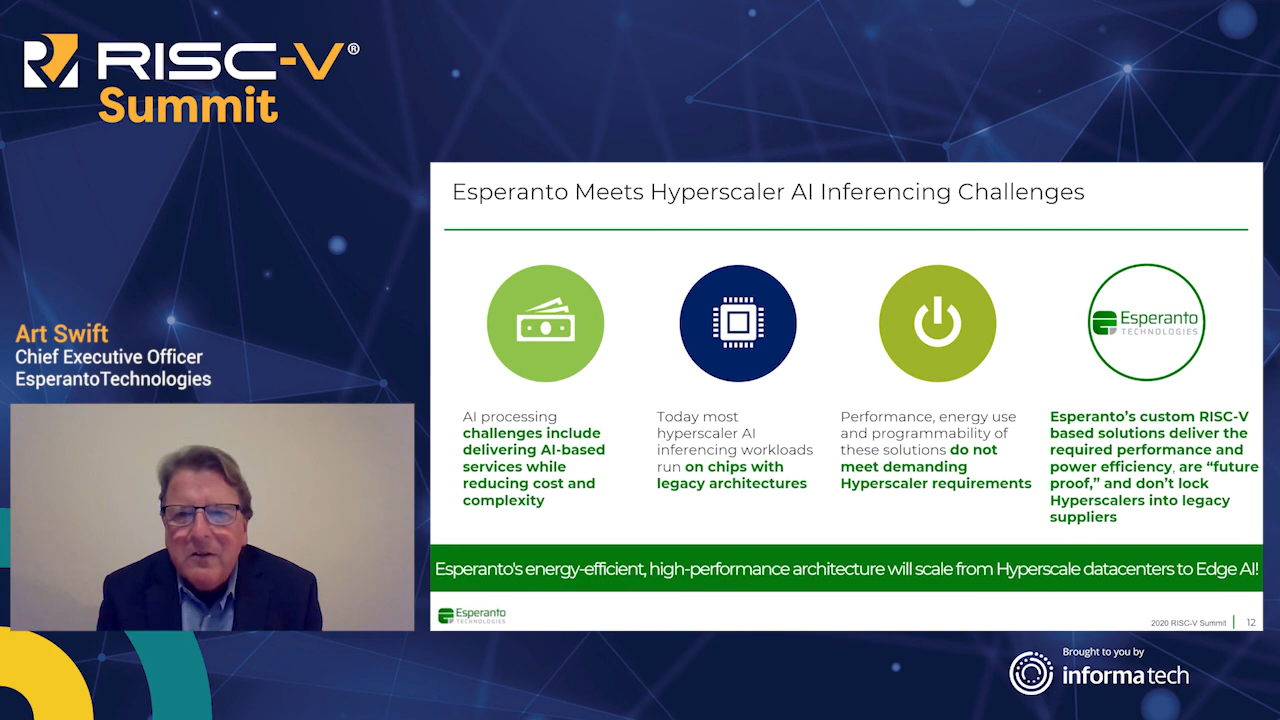 RISC-V®
Summit
Esperanto Meets Hyperscaler AI Inferencing Challenges
Esperanto
TECHNOLOGIES
Art Swift
Chief Executive Officer
EsperantoTechnologies
AI processing
challenges include
delivering AI-based
services while
reducing cost and
complexity
Today most
hyperscaler AI
inferencing workloads
run on chips with
legacy architectures
Performance, energy use
and programmability of
these solutions do not
meet demanding
Hyperscaler requirements
Esperanto's custom RISC-V
based solutions deliver the
required performance and
power efficiency, are “future
proof,” and don't lock
Hyperscalers into legacy
suppliers
Esperanto's energy-efficient, high-performance architecture will scale from Hyperscale datacenters to Edge AI!
Esperanto
TECHNOLOGIES
2020 RISC-V Summit | 12
Brought to you by
informa tech